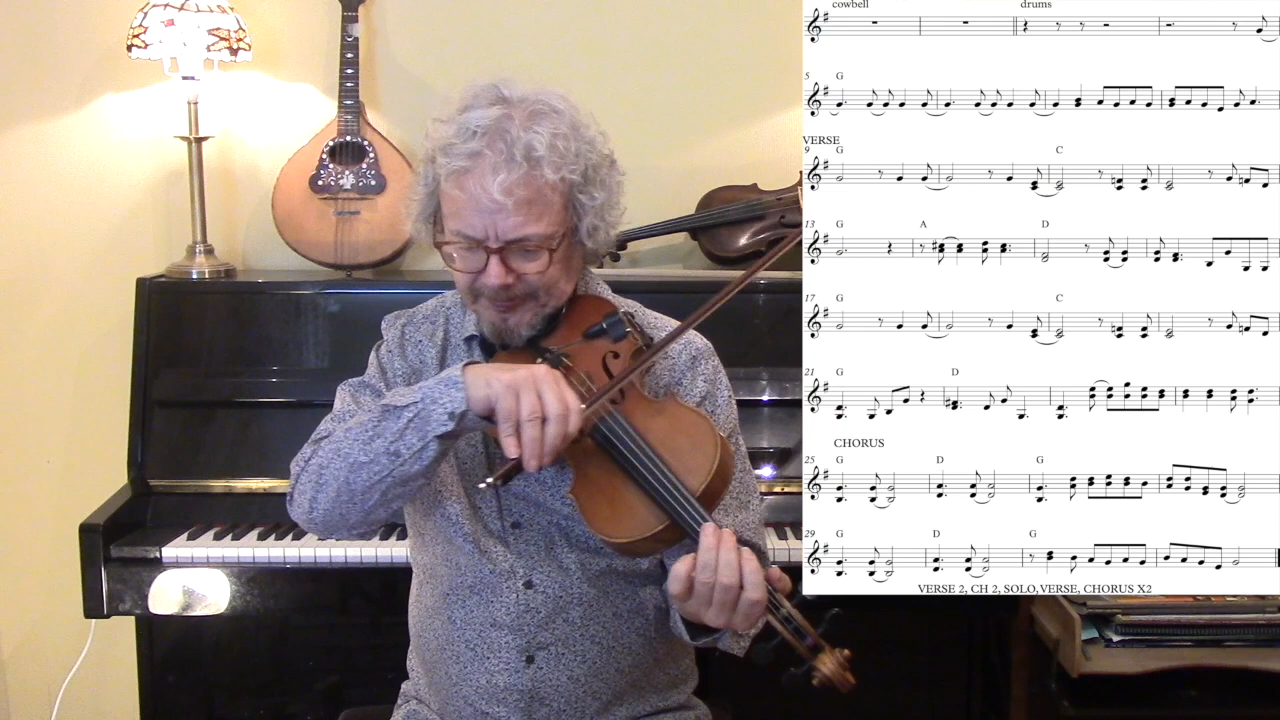 cowbell drums
5 G
VERSE
9 G C
13 G A D
17 G C
21 G D
CHORUS
25 G D G
29 G D G
VERSE 2, CH 2, SOLO, VERSE, CHORUS X2